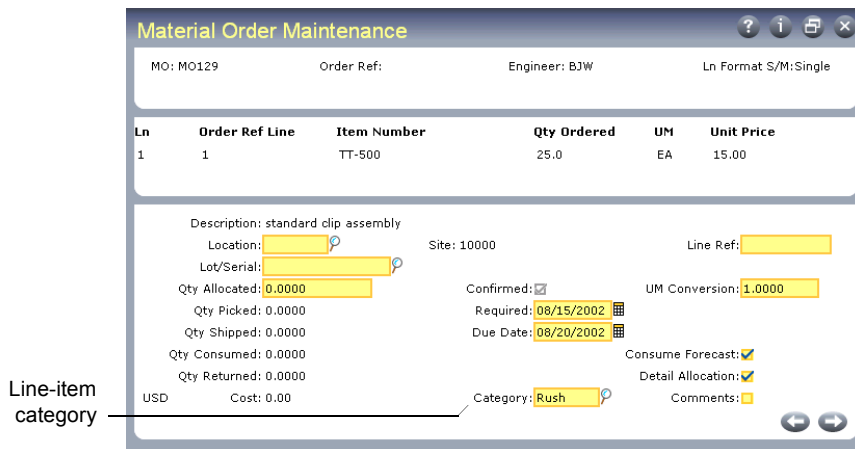 Material Order Maintenance
? i
MO: MO129 Order Ref: Engineer: BJW Ln Format S/M:Single
Ln Order Ref Line Item Number Qty Ordered UM Unit Price
1 1 TT-500 25.0 EA 15.00
Description: standard clip assembly
Location: Site: 10000 Line Ref:
Lot/Serial:
Qty Allocated: 0.0000 Confirmed: UM Conversion: 1.0000
Qty Picked: 0.0000 Required: 08/15/2002
Qty Shipped: 0.0000 Due Date: 08/20/2002
Qty Consumed: 0.0000 Consume Forecast:
Qty Returned: 0.0000 Detail Allocation:
USD Cost: 0.00 Category: Rush Comments:
Line-item
category